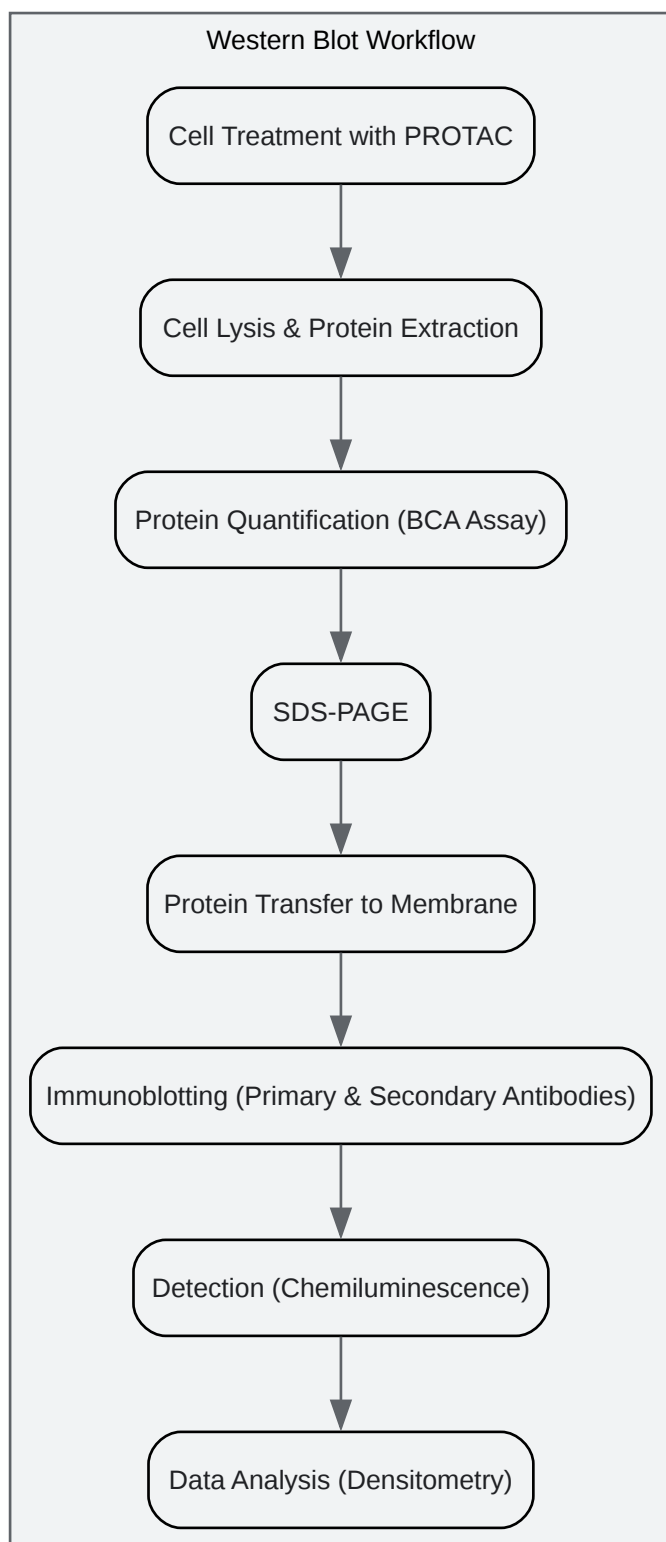 Western Blot Workflow
Cell Treatment with PROTAC
Cell Lysis & Protein Extraction
Protein Quantification (BCA Assay)
SDS-PAGE
Protein Transfer to Membrane
Immunoblotting (Primary & Secondary Antibodies)
Detection (Chemiluminescence)
Data Analysis (Densitometry)